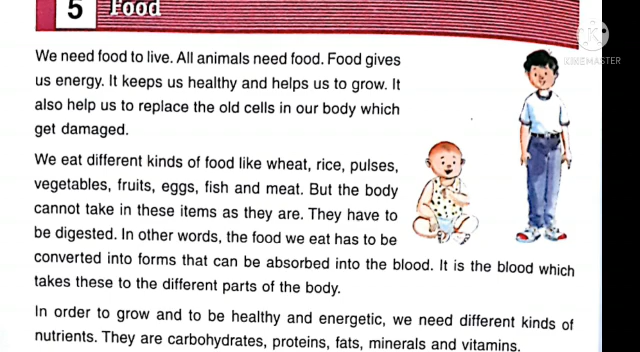 5 Food
KINEMASTER
We need food to live. All animals need food. Food gives
us energy. It keeps us healthy and helps us to grow. It
also help us to replace the old cells in our body which
get damaged.
We eat different kinds of food like wheat, rice, pulses,
vegetables, fruits, eggs, fish and meat. But the body
cannot take in these items as they are. They have to
be digested. In other words, the food we eat has to be
converted into forms that can be absorbed into the blood. It is the blood which
takes these to the different parts of the body.
In order to grow and to be healthy and energetic, we need different kinds of
nutrients. They are carbohydrates, proteins, fats, minerals and vitamins.